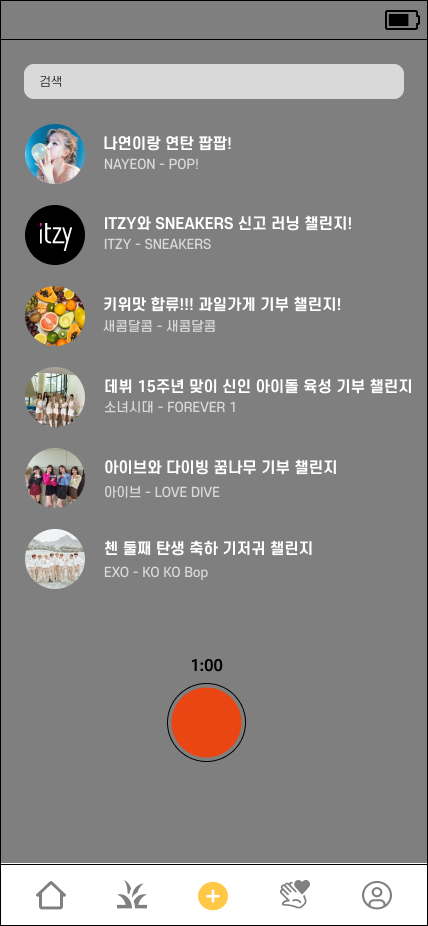 검색
나연이랑 연탄 팝팝!
NAYEON - POP!
itzy
ITZY와 SNEAKERS 신고 러닝 챌린지!
ITZY - SNEAKERS
키위맛 합류!!! 과일가게 기부 챌린지!
새콤달콤 - 새콤달콤
데뷔 15주년 맞이 신인 아이돌 육성 기부 챌린지
소녀시대 - FOREVER 1
아이브와 다이빙 꿈나무 기부 챌린지
아이브 - LOVE DIVE
첸 둘째 탄생 축하 기저귀 챌린지
EXO - KO KO Bop
1:00